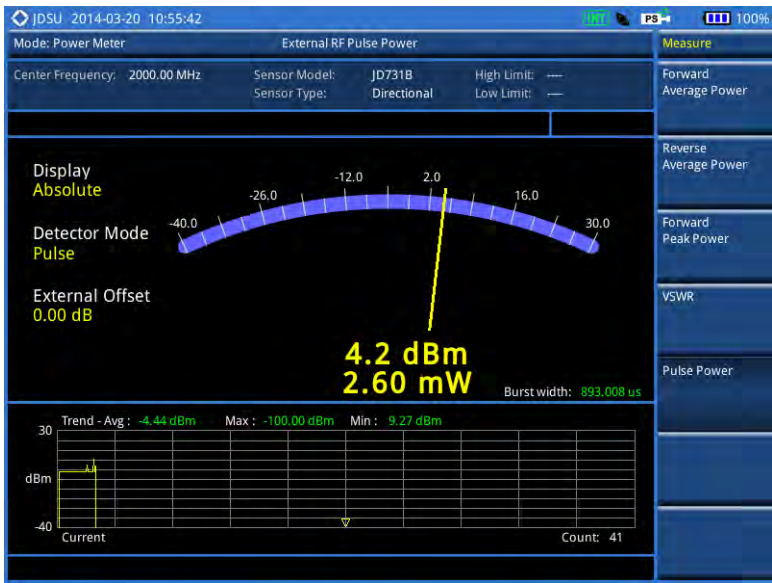 JDSU 2014-03-20 10:55:42 HNT PS 100%
Mode: Power Meter External RF Pulse Power Measure
Center Frequency: 2000.00 MHz Sensor Model: JD731B High Limit: ----
Sensor Type: Directional Low Limit: ----
Forward
Average Power
Reverse
Average Power
Forward
Peak Power
VSWR
Pulse Power
Display
Absolute
Detector Mode
Pulse
External Offset
0.00 dB
-40.0 -26.0 -12.0 2.0 16.0 30.0
4.2 dBm
2.60 mW
Burst width: 893.008 us
Trend - Avg : -4.44 dBm Max : -100.00 dBm Min : 9.27 dBm
30
dBm
-40
Current Count: 41